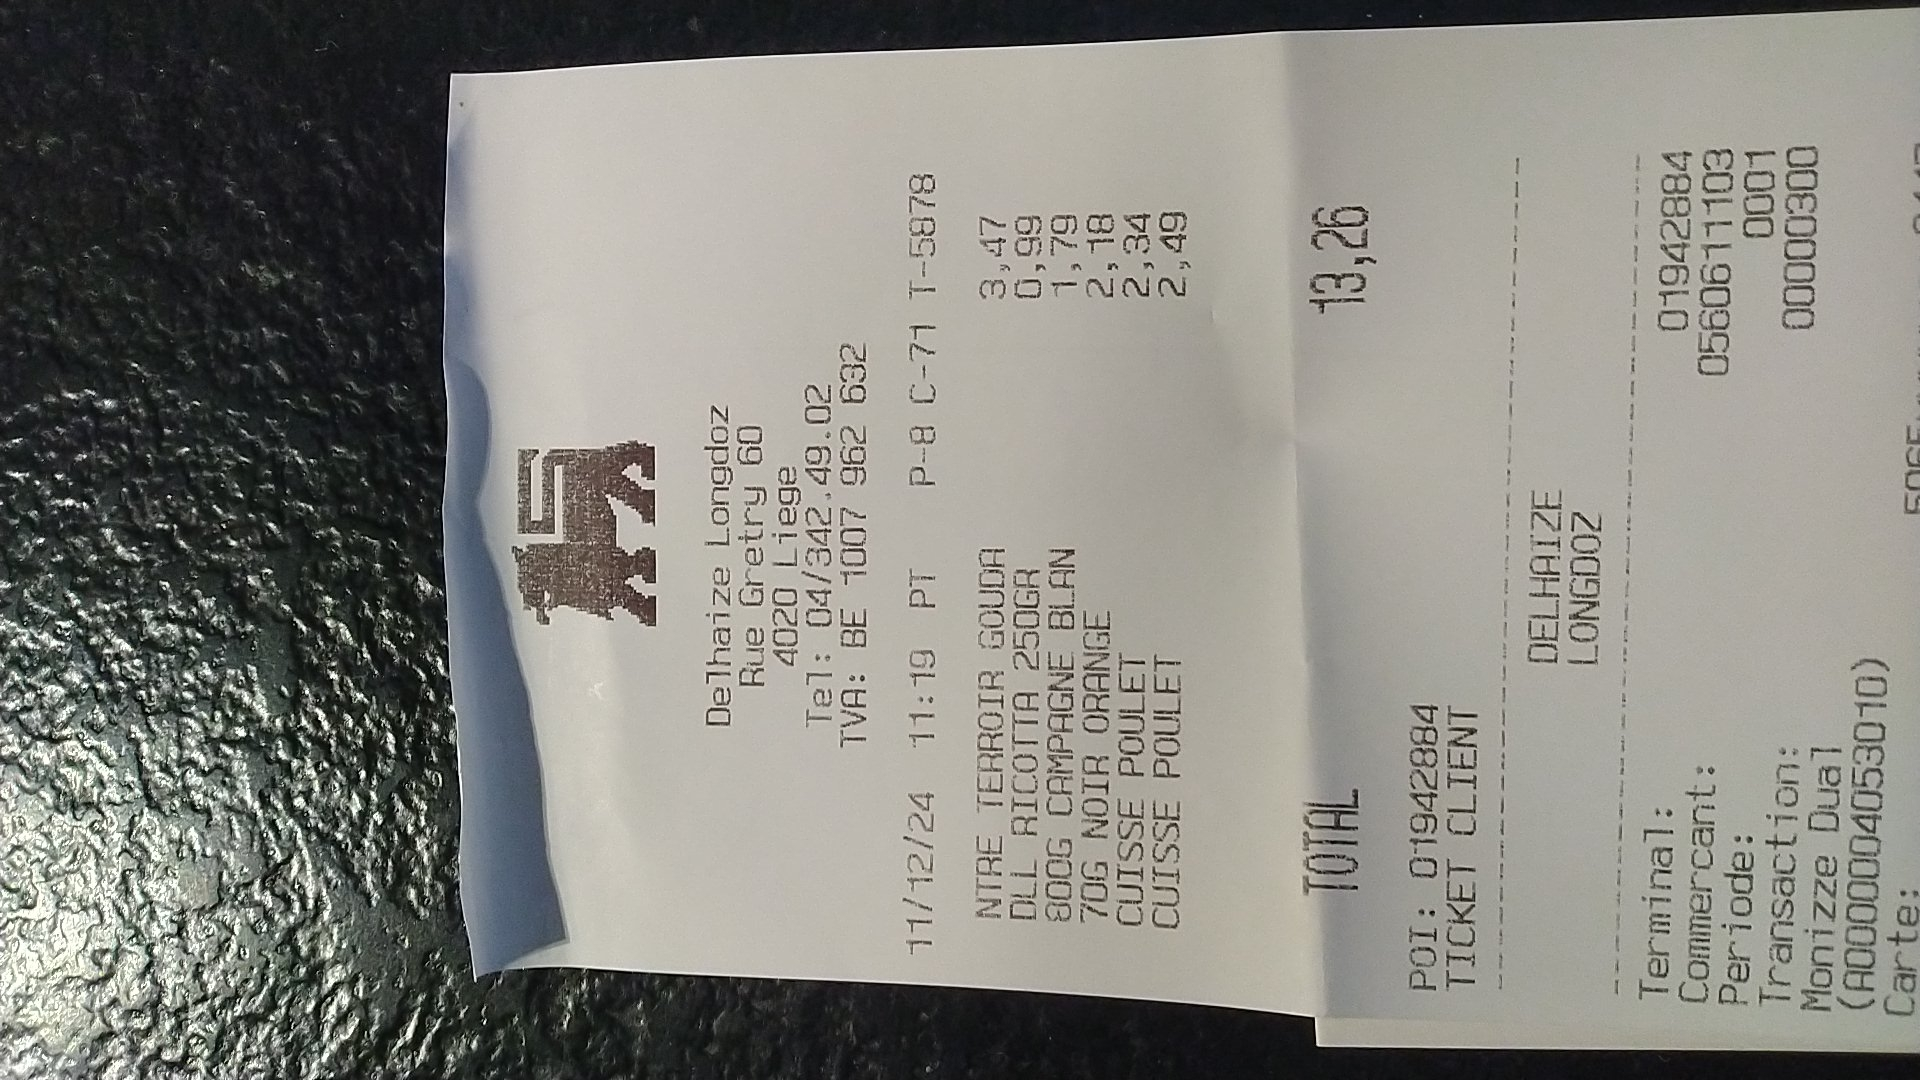 Delhaize Longdoz
Rue Gretry 60
4020 Liege
Tel: 04/342.49.02
TVA: BE 1007 962 632
11/12/24 11:19 PT P-8 C-71 T-5878
NTRE TERROIR GOUDA 3,47
DLL RICOTTA 250GR 0,99
800G CAMPAGNE BLAN 1,79
70G NOIR ORANGE 2,18
CUISSE POULET 2,34
CUISSE POULET 2,49
TOTAL 13,26
POI: 01942884
TICKET CLIENT
DELHAIZE
LONGDOZ
Terminal: 01942884
Commercant: 0560611103
Periode: 0001
Transaction: 00000300
Monizze Dual
(A0000040530​10)
Carte: